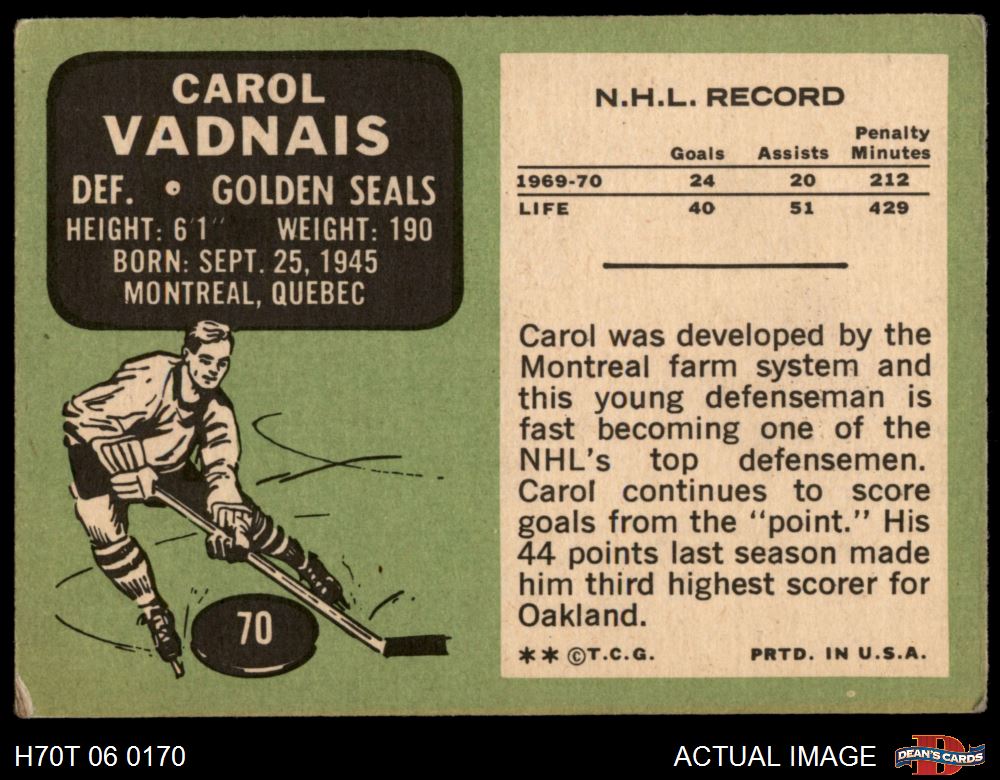 CAROL
VADNAIS
DEF. • GOLDEN SEALS
HEIGHT: 6'1" WEIGHT: 190
BORN: SEPT. 25, 1945
MONTREAL, QUEBEC
70
N.H.L. RECORD
Goals Assists Penalty Minutes
1969-70 24 20 212
LIFE 40 51 429
Carol was developed by the
Montreal farm system and
this young defenseman is
fast becoming one of the
NHL's top defensemen.
Carol continues to score
goals from the "point." His
44 points last season made
him third highest scorer for
Oakland.
** ©T.C.G. PRTD. IN U.S.A.
H70T 06 0170
ACTUAL IMAGE
D
DEAN'S CARDS